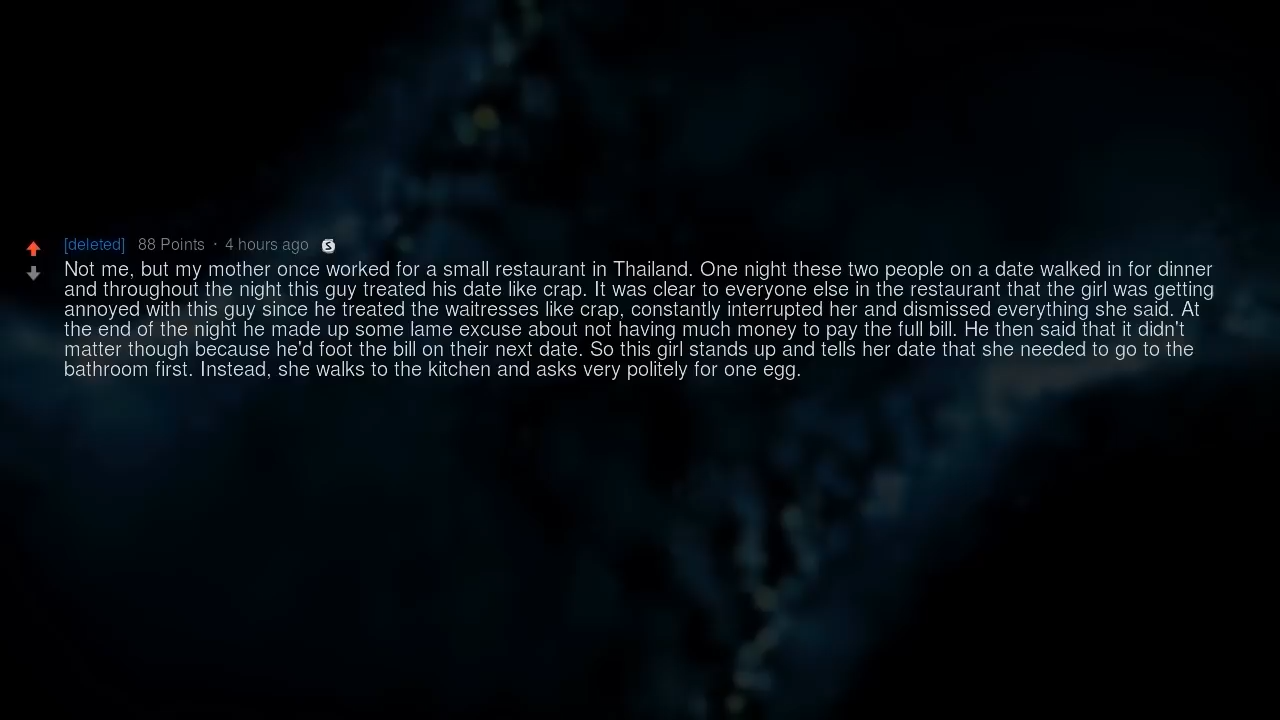 [deleted] 88 Points · 4 hours ago S
Not me, but my mother once worked for a small restaurant in Thailand. One night these two people on a date walked in for dinner
and throughout the night this guy treated his date like crap. It was clear to everyone else in the restaurant that the girl was getting
annoyed with this guy since he treated the waitresses like crap, constantly interrupted her and dismissed everything she said. At
the end of the night he made up some lame excuse about not having much money to pay the full bill. He then said that it didn't
matter though because he'd foot the bill on their next date. So this girl stands up and tells her date that she needed to go to the
bathroom first. Instead, she walks to the kitchen and asks very politely for one egg.